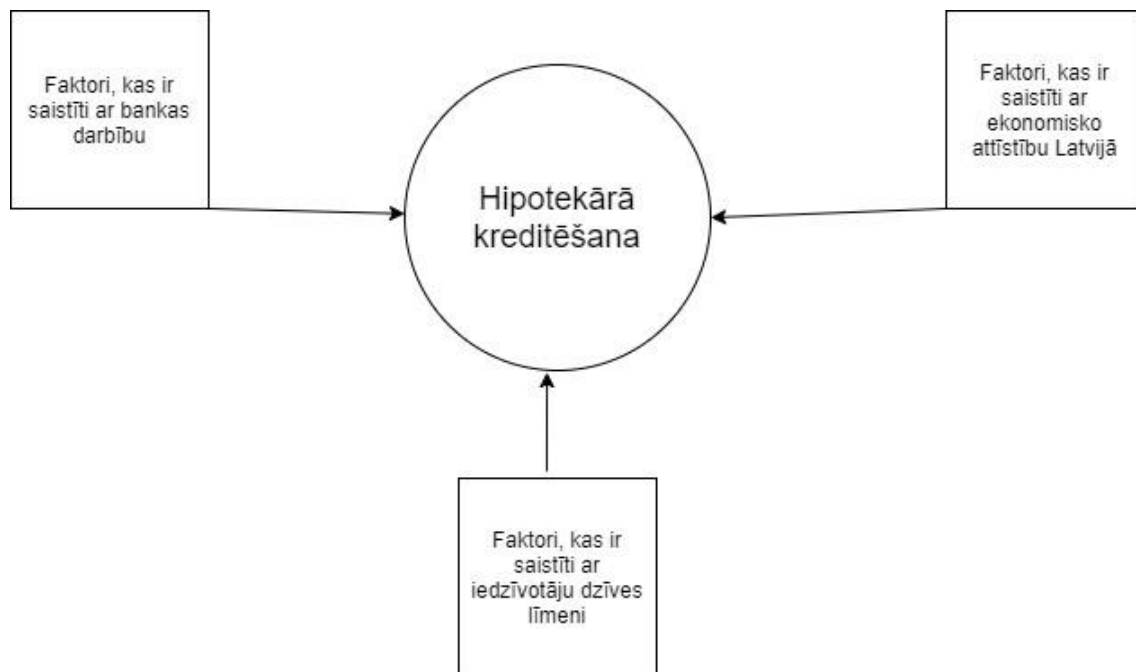 Faktori, kas ir
saistīti ar bankas
darbību
Hipotekārā
kreditēšana
Faktori, kas ir
saistīti ar
ekonomisko
attīstību Latvijā
Faktori, kas ir
saistīti ar
iedzīvotāju dzīves
līmeni